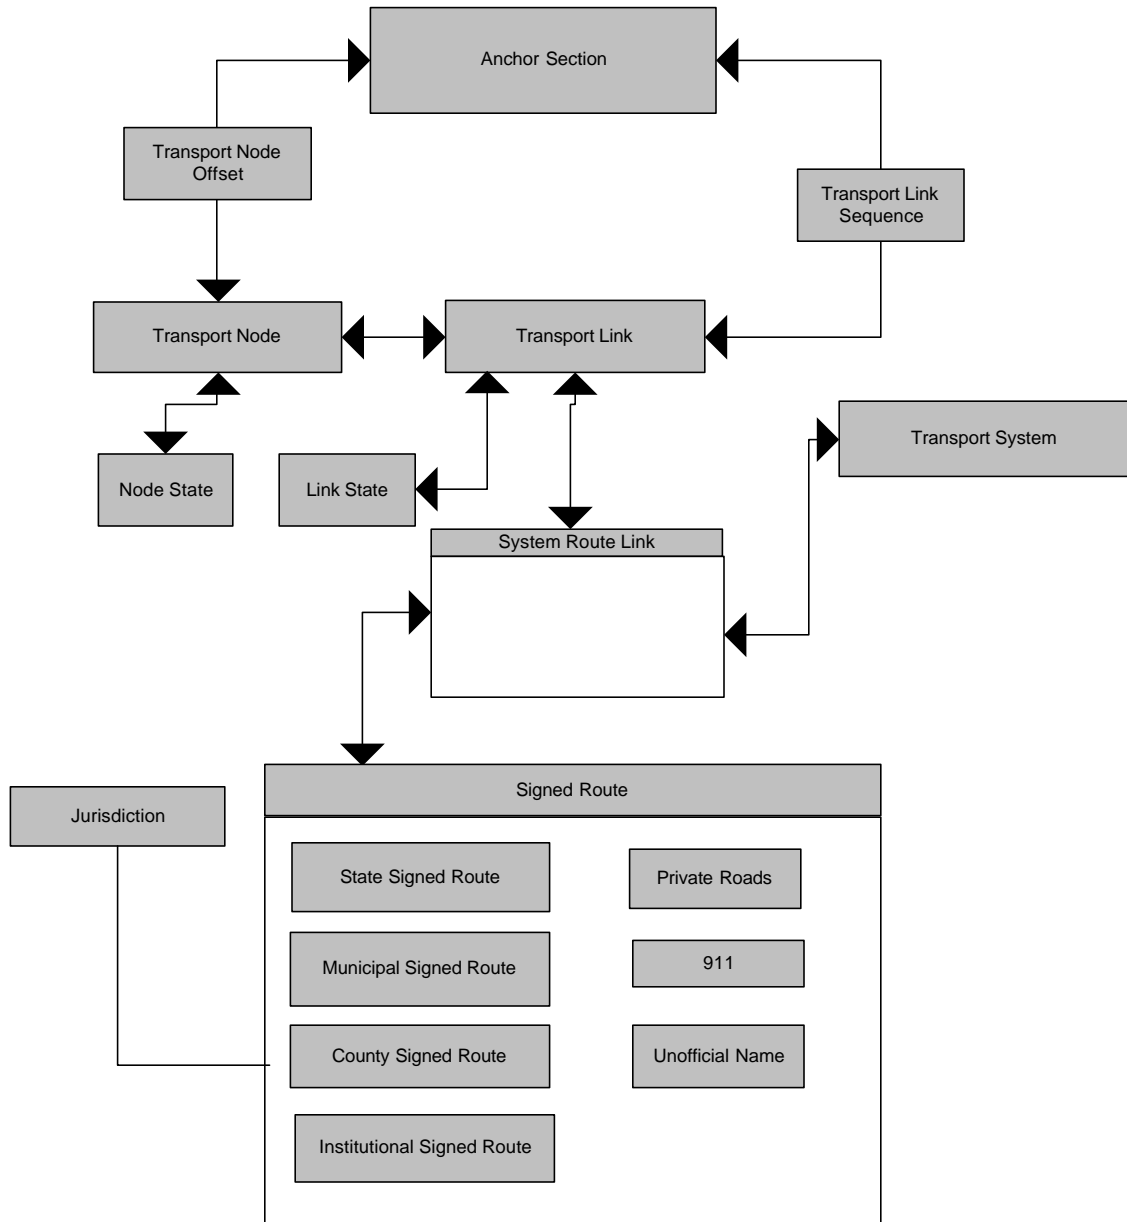 Anchor Section
Transport Node
Offset
Transport Link
Sequence
Transport Node
Transport Link
Transport System
Node State
Link State
System Route Link
Signed Route
Jurisdiction
State Signed Route
Private Roads
Municipal Signed Route
911
County Signed Route
Unofficial Name
Institutional Signed Route